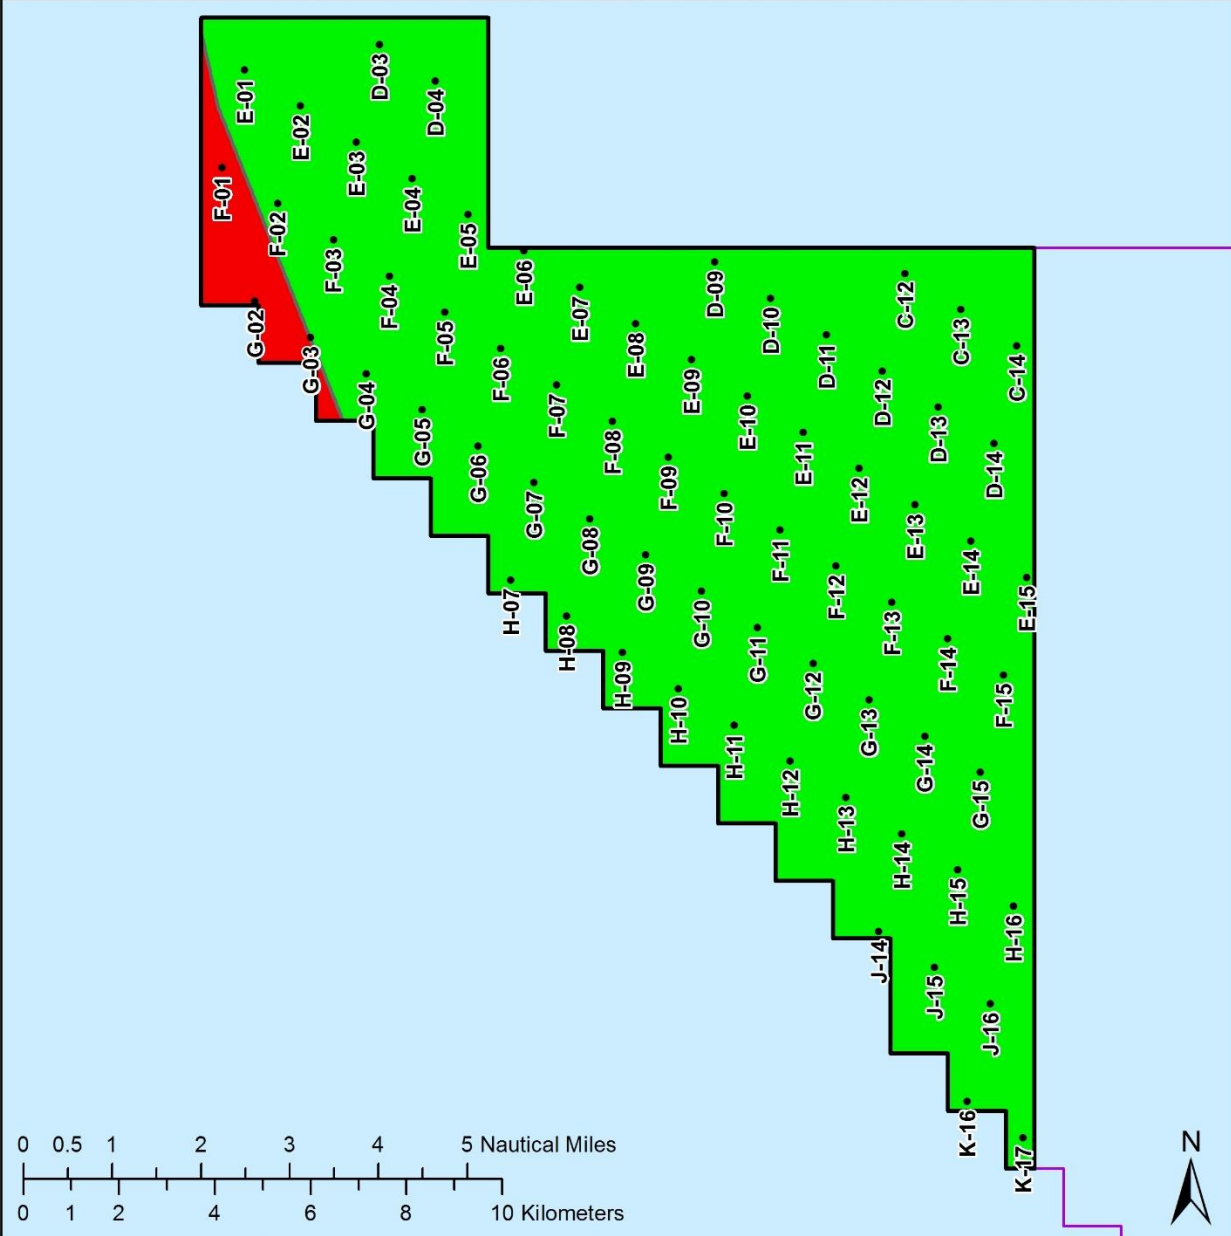 D-03
E-01
D-04
E-02
E-03
F-01
E-04
F-02
E-05
F-03
E-06
D-09
C-12
F-04
E-07
D-10
G-02
C-13
F-05
E-08
D-11
G-03
C-14
F-06
E-09
D-12
G-04
F-07
E-10
D-13
G-05
F-08
E-11
D-14
G-06
F-09
E-12
G-07
F-10
E-13
G-08
F-11
E-14
G-09
F-12
E-15
H-07
G-10
F-13
H-08
G-11
F-14
H-09
G-12
F-15
H-10
G-13
H-11
G-14
H-12
G-15
H-13
H-14
H-15
H-16
J-14
J-15
J-16
K-16
K-17
0 0.5 1 2 3 4 5 Nautical Miles
0 1 2 4 6 8 10 Kilometers
N